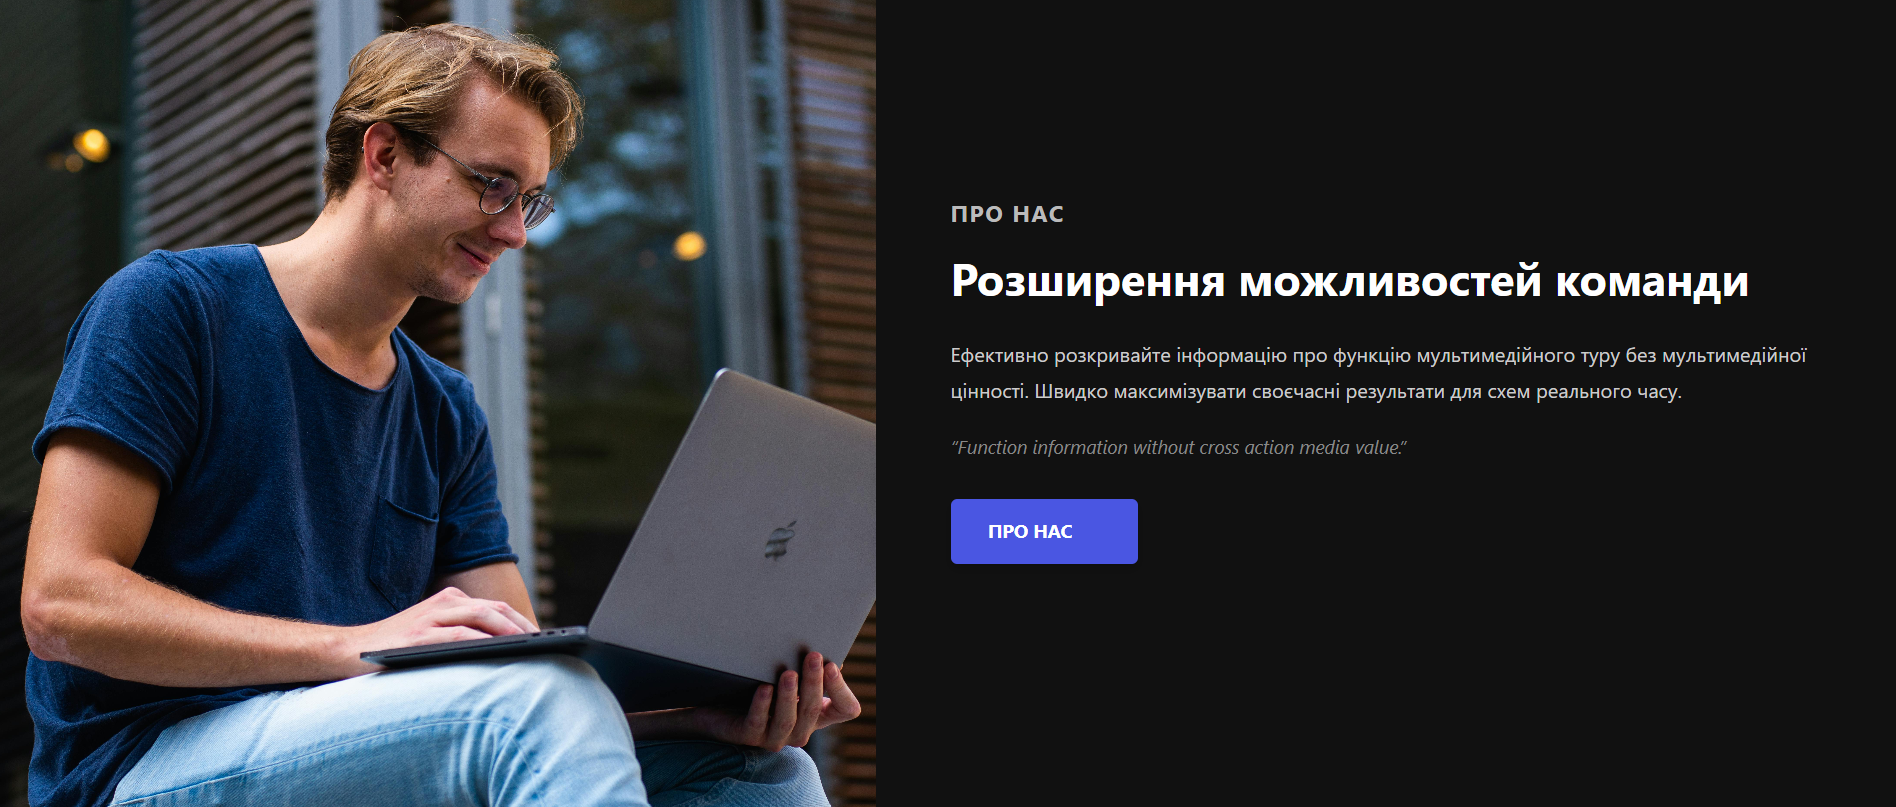 ПРО НАС
Розширення можливостей команди
Ефективно розкривайте інформацію про функцію мультимедійного туру без мультимедійної
цінності. Швидко максимізувати своєчасні результати для схем реального часу.
“Function information without cross action media value.”
ПРО НАС